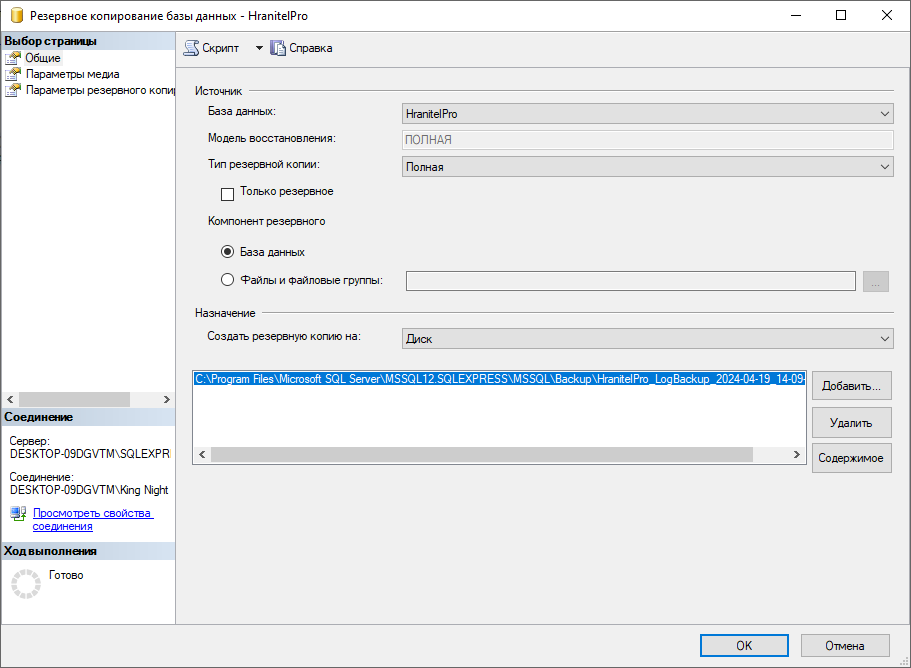 Резервное копирование базы данных - HranitelPro
Выбор страницы
Общие
Параметры медиа
Параметры резервного копир
Скрипт
Справка
Источник
База данных:
HranitelPro
Модель восстановления:
ПОЛНАЯ
Тип резервной копии:
Полная
Только резервное
Компонент резервного
База данных
Файлы и файловые группы:
...
Назначение
Создать резервную копию на:
Диск
C:\Program Files\Microsoft SQL Server\MSSQL12.SQLEXPRESS\MSSQL\Backup\HranitelPro_LogBackup_2024-04-19_14-09-
Добавить...
Удалить
Содержимое
Соединение
Сервер:
DESKTOP-09DGVTM\SQLEXPRI
Соединение:
DESKTOP-09DGVTM\King Night
Просмотреть свойства
соединения
Ход выполнения
Готово
OK
Отмена